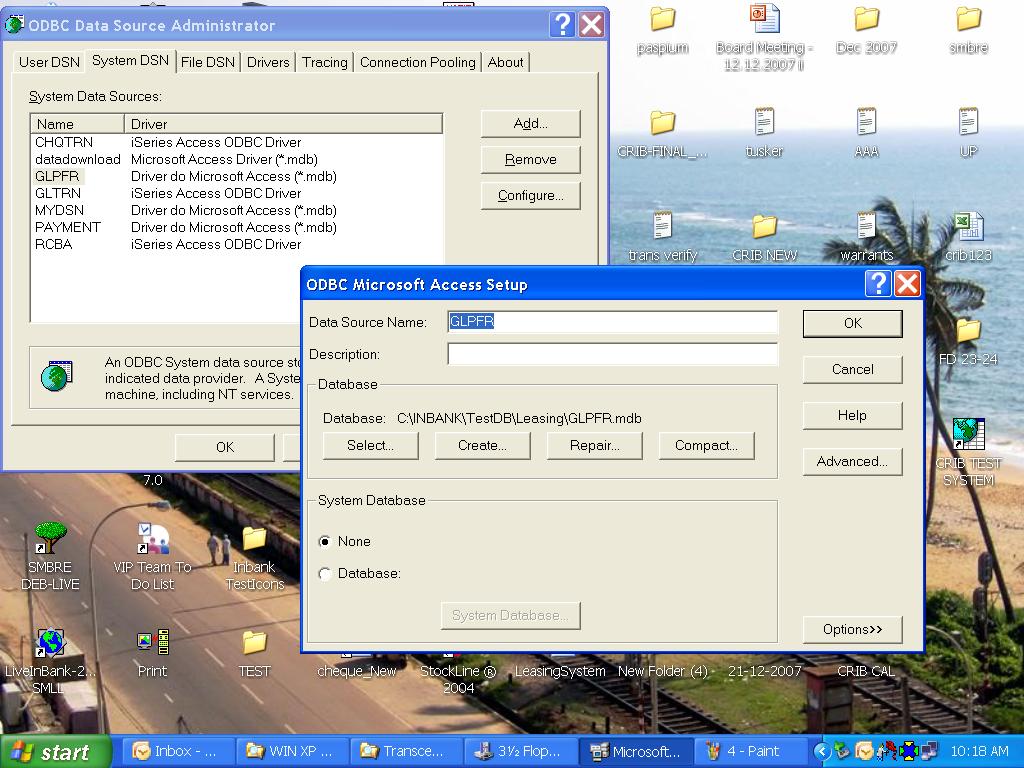 ODBC Data Source Administrator
User DSN System DSN File DSN Drivers Tracing Connection Pooling About
System Data Sources:
Name Driver
CHQTRN iSeries Access ODBC Driver
datadownload Microsoft Access Driver (*.mdb)
GLPFR Driver do Microsoft Access (*.mdb)
GLTRN iSeries Access ODBC Driver
MYDSN Driver do Microsoft Access (*.mdb)
PAYMENT Driver do Microsoft Access (*.mdb)
RCBA iSeries Access ODBC Driver
Add...
Remove
Configure...
An ODBC System data source sto
indicated data provider. A Syste
machine, including NT services.
OK
ODBC Microsoft Access Setup
Data Source Name: GLPFR
Description:
Database
Database: C:\INBANK\TestDB\Leasing\GLPFR.mdb
Select... Create... Repair... Compact...
System Database
None
Database:
System Database...
OK
Cancel
Help
Advanced...
Options>>
paspium
Board Meeting -
12.12.2007 ii
Dec 2007
smbre
CRIB-FINAL_...
tusker
AAA
UP
trans verify
CRIB NEW
warrants
crib123
FD 23-24
CRIB TEST
SYSTEM
7.0
SMBRE
DEB-LIVE
VIP Team To
Do List
Inbank
TestIcons
LiveInBank-2...
SMLL
Print
TEST
cheque_New
StockLine ®
2004
LeasingSystem
New Folder (4) -
21-12-2007
CRIB CAL
start
Inbox - ...
WIN XP ...
Transce...
3½ Flop...
Microsoft...
4 - Paint
10:18 AM